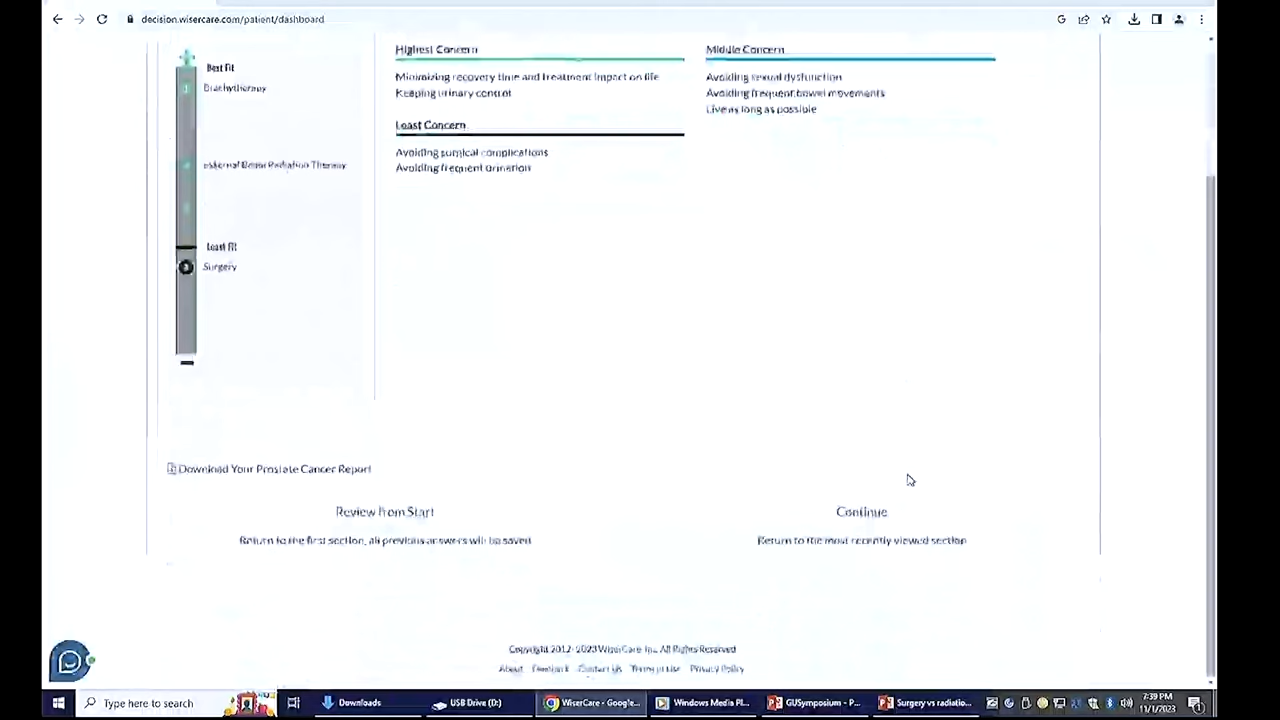 decision.wisercare.com/patient/dashboard
Best Fit
Brachytherapy
External Beam Radiation Therapy
Least Fit
Surgery
Highest Concern
Minimizing recovery time and treatment impact on life
Keeping urinary control
Least Concern
Avoiding surgical complications
Avoiding frequent urination
Middle Concern
Avoiding sexual dysfunction
Avoiding frequent bowel movements
Live as long as possible
Download Your Prostate Cancer Report
Review from Start
Return to the first section, all previous answers will be saved
Continue
Return to the most recently viewed section
Copyright 2012- 2023 WiserCare Inc. All Rights Reserved
About Feedback Contact Us Terms of Use Privacy Policy
Type here to search
Downloads
USB Drive (D:)
WiserCare - Google...
Windows Media Pl...
GUSymposium - P...
Surgery vs radiatio...
7:39 PM
11/1/2023